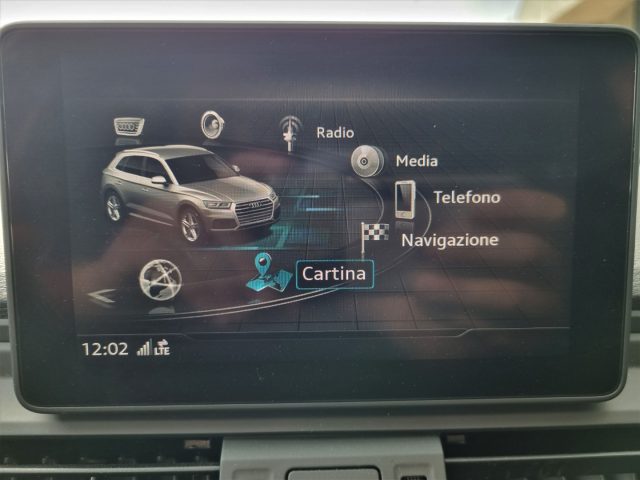 Radio
Media
Telefono
Navigazione
Cartina
12:02 LTE